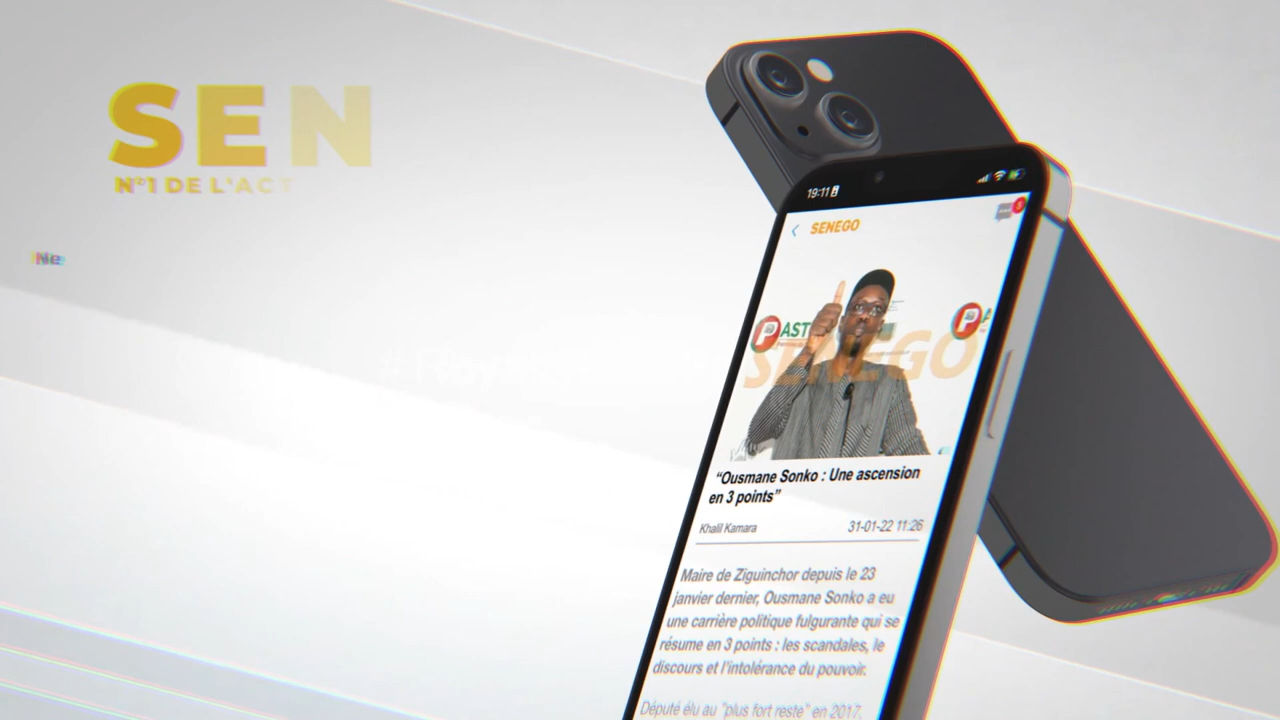 SEN
N°1 DE L'ACT
Ne
19:11
SENEGO
PAST
SENEGO
“Ousmane Sonko : Une ascension
en 3 points”
Khalil Kamara 31-01-22 11:26
Maire de Ziguinchor depuis le 23
janvier dernier, Ousmane Sonko a eu
une carrière politique fulgurante qui se
résume en 3 points : les scandales, le
discours et l'intolérance du pouvoir.
Député élu au "plus fort reste" en 2017,